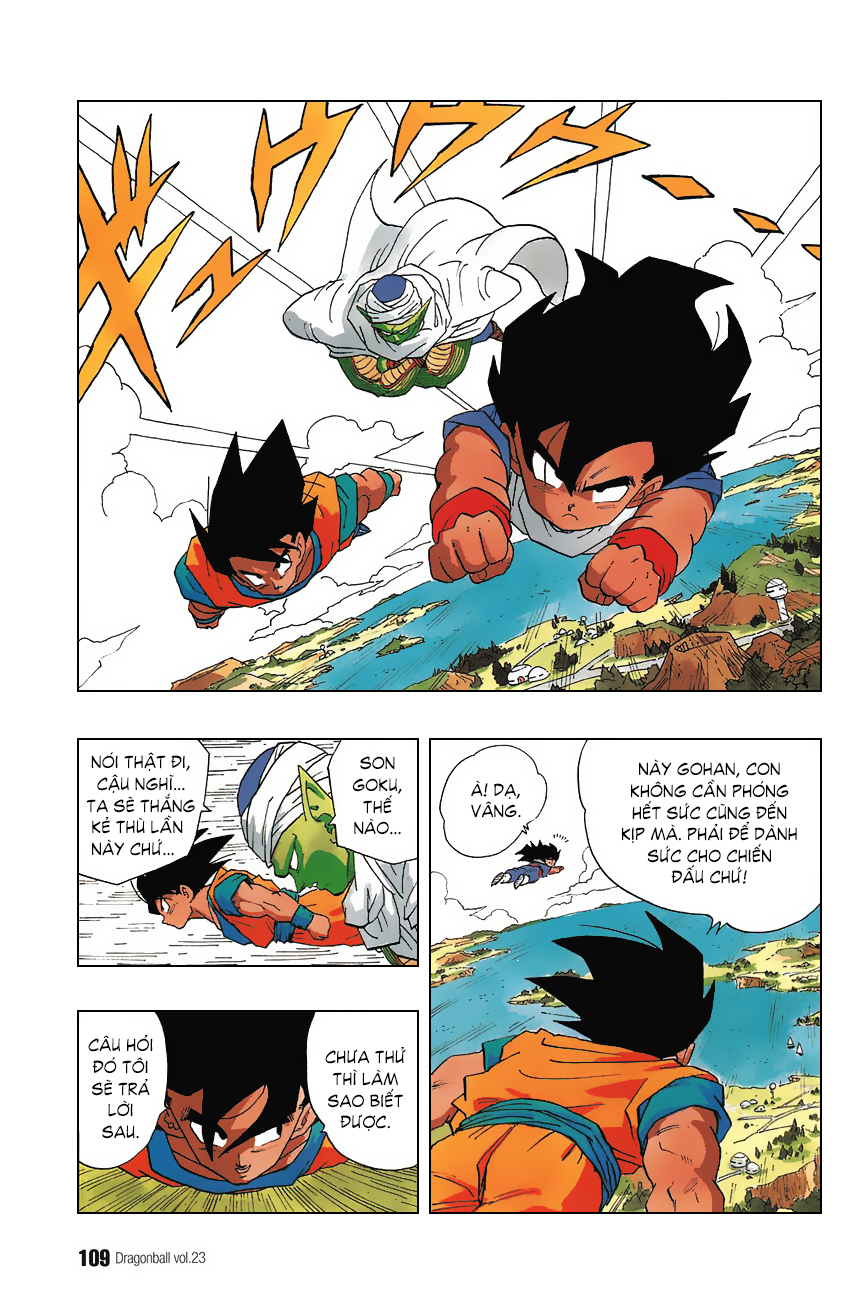 NÀY GOHAN, CON
KHÔNG CẦN PHÓNG
HẾT SỨC CŨNG ĐẾN
KỊP MÀ. PHẢI ĐỂ DÀNH
SỨC CHO CHIẾN
ĐẤU CHỨ!
À! DẠ,
VÂNG.
SON
GOKU,
THẾ
NÀO...
NÓI THẬT ĐI,
CẬU NGHĨ...
TA SẼ THẮNG
KẺ THÙ LẦN
NÀY CHỨ...
CHƯA THỬ
THÌ LÀM
SAO BIẾT
ĐƯỢC.
CÂU HỎI
ĐÓ TÔI
SẼ TRẢ
LỜI
SAU.
109 Dragonball vol.23